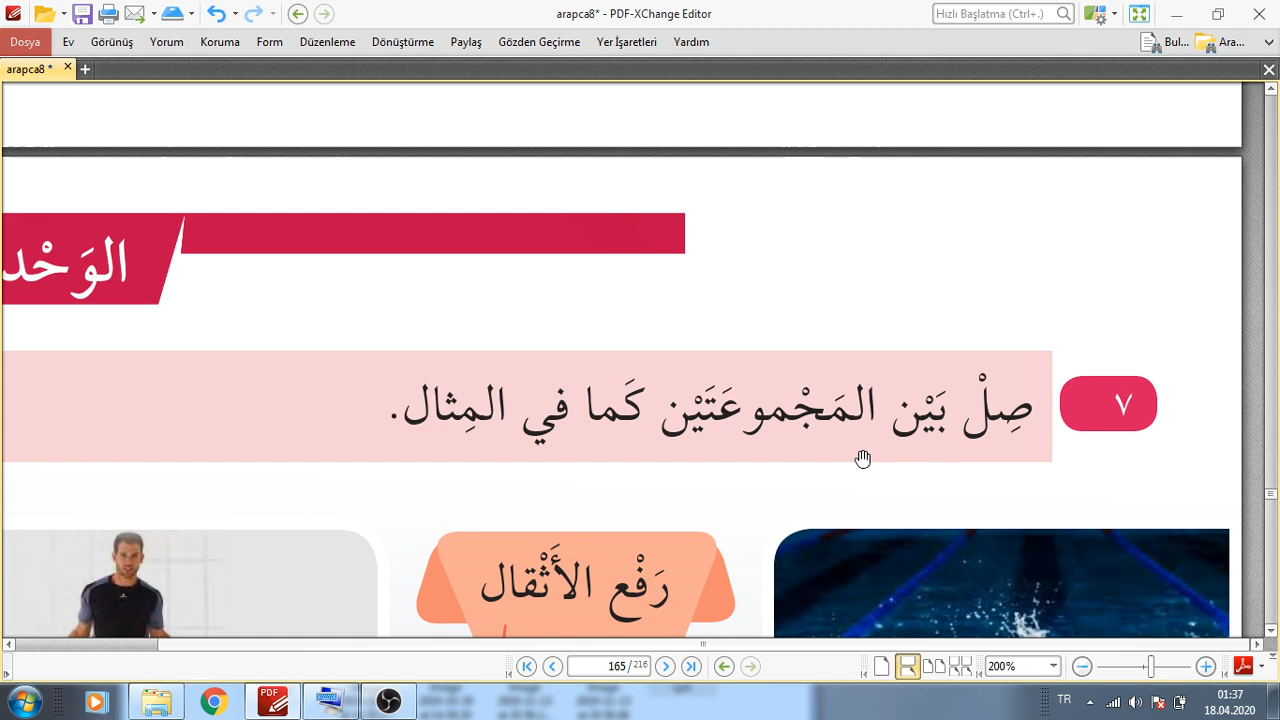 arapca8* - PDF-XChange Editor
Hızlı Başlatma (Ctrl+.)
Dosya Ev Görünüş Yorum Koruma Form Düzenleme Dönüştürme Paylaş Gözden Geçirme Yer İşaretleri Yardım Bul... Ara...
arapca8 *
الوَحْد
٧ صِلْ بَيْن المَجْموعَتَيْن كَما في المِثال.
رَفْع الأَثْقال
165 / 216
200%
PDF
TR
01:37
18.04.2020